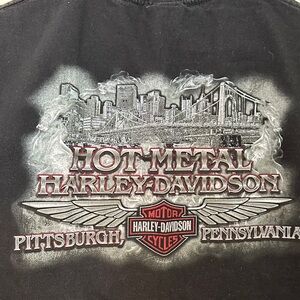 HOT METAL
HARLEY-DAVIDSON
MOTOR
HARLEY-DAVIDSON
CYCLES
PITTSBURGH, PENNSYLVANIA